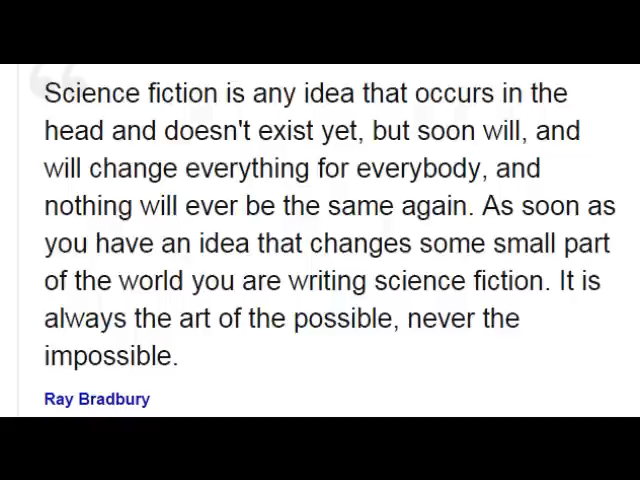 Science fiction is any idea that occurs in the
head and doesn't exist yet, but soon will, and
will change everything for everybody, and
nothing will ever be the same again. As soon as
you have an idea that changes some small part
of the world you are writing science fiction. It is
always the art of the possible, never the
impossible.
Ray Bradbury